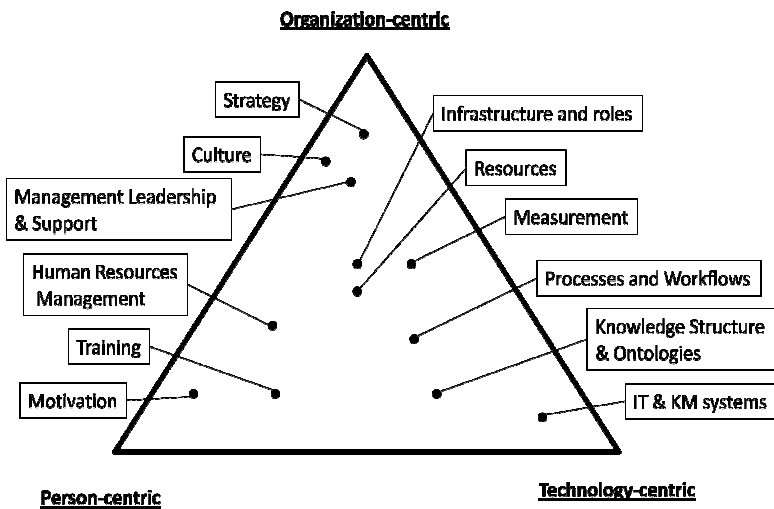 Organization-centric
Strategy
Infrastructure and roles
Culture
Resources
Management Leadership
& Support
Measurement
Human Resources
Management
Processes and Workflows
Training
Knowledge Structure
& Ontologies
Motivation
IT & KM systems
Person-centric
Technology-centric